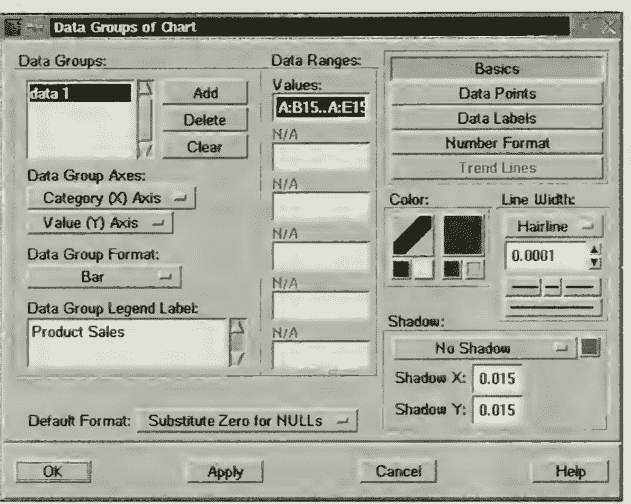 Data Groups of Chart
Data Groups:
data 1
Add
Delete
Clear
Data Group Axes:
Category (X) Axis
Value (Y) Axis
Data Group Format:
Bar
Data Group Legend Label:
Product Sales
Default Format: Substitute Zero for NULLs
Data Ranges:
Values:
A:B15..A:E15
N/A
N/A
N/A
N/A
N/A
Basics
Data Points
Data Labels
Number Format
Trend Lines
Color:
Line Width:
Hairline
0.0001
Shadow:
No Shadow
Shadow X: 0.015
Shadow Y: 0.015
OK
Apply
Cancel
Help